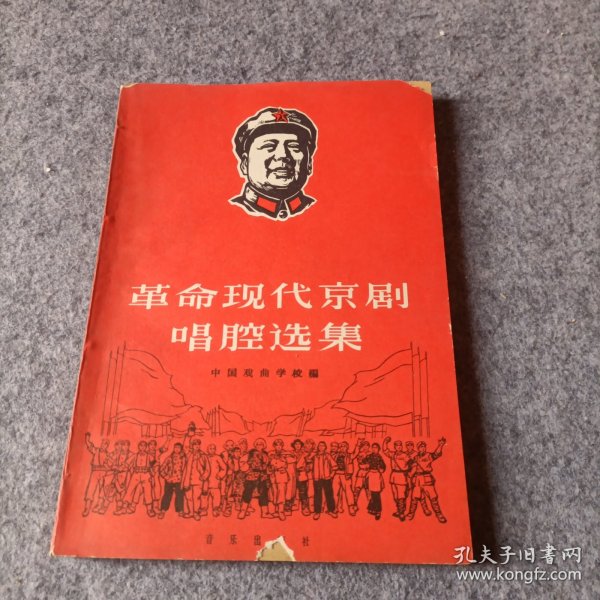 革命现代京剧
唱腔选集
中国戏曲学校编
音乐出 社
孔夫子旧书网
www.kongfz.com